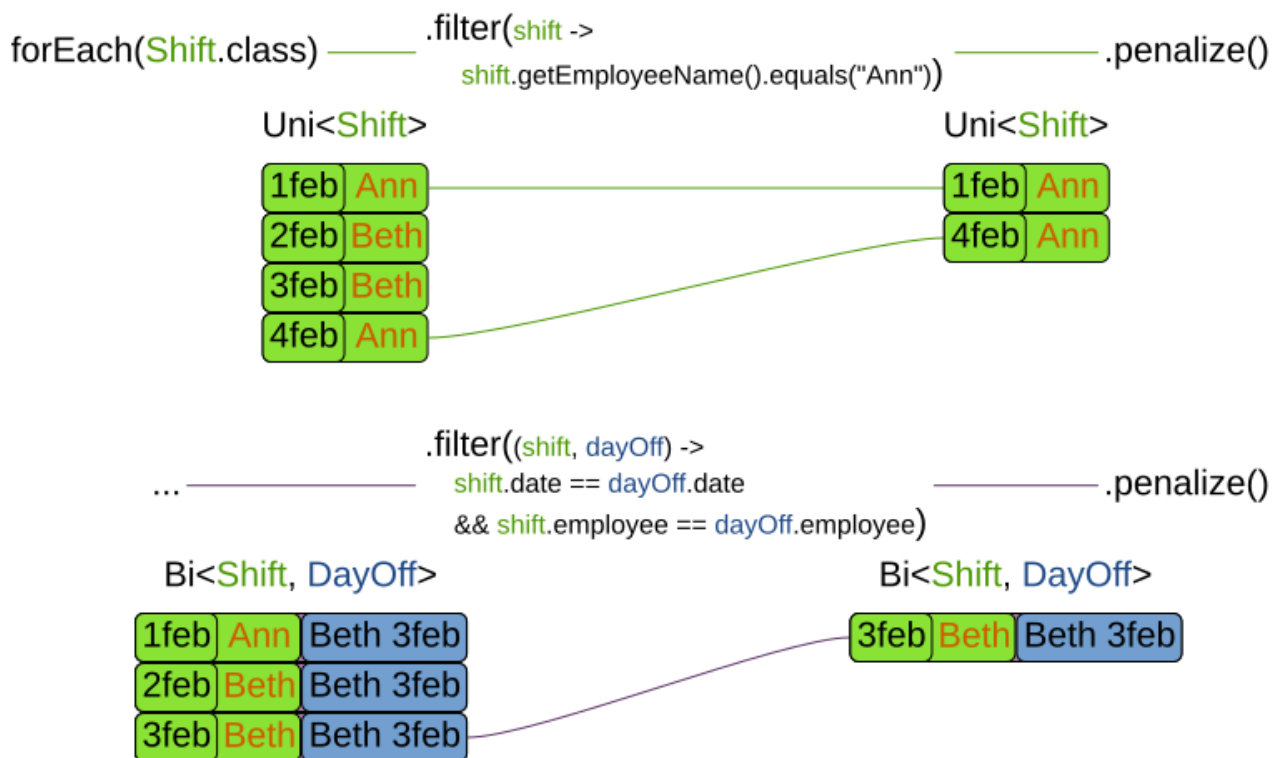 forEach(Shift.class)
.filter(shift ->
shift.getEmployeeName().equals("Ann"))
.penalize()
Uni<Shift>
Uni<Shift>
1feb Ann
2feb Beth
3feb Beth
4feb Ann
1feb Ann
4feb Ann
...
.filter((shift, dayOff) ->
shift.date == dayOff.date
&& shift.employee == dayOff.employee)
.penalize()
Bi<Shift, DayOff>
Bi<Shift, DayOff>
1feb Ann Beth 3feb
2feb Beth Beth 3feb
3feb Beth Beth 3feb
3feb Beth Beth 3feb